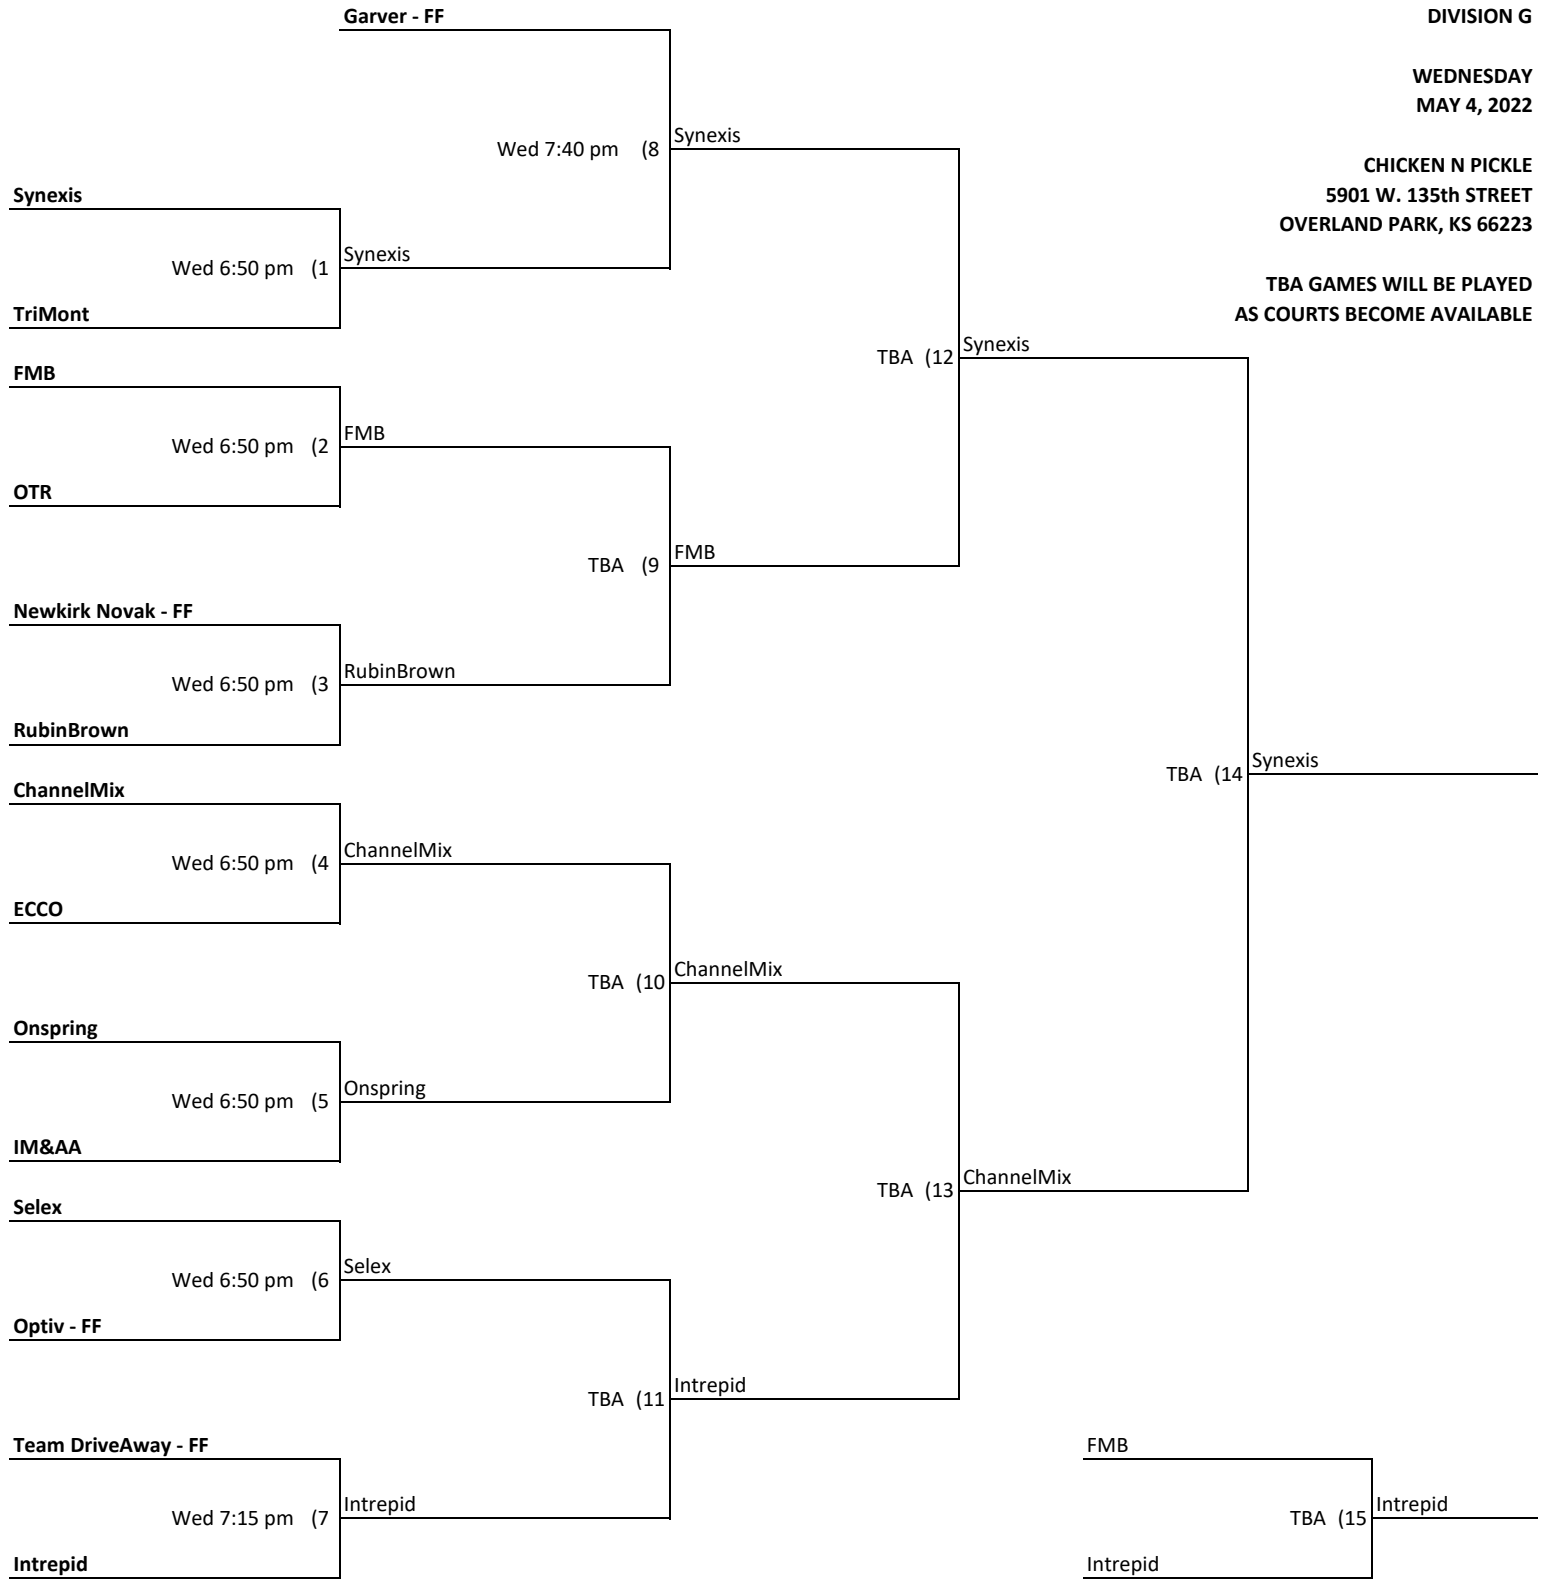 Garver - FF
DIVISION G
WEDNESDAY
MAY 4, 2022
Synexis
Wed 7:40 pm (8
CHICKEN N PICKLE
Synexis
5901 W. 135th STREET
OVERLAND PARK, KS 66223
Synexis
Wed 6:50 pm (1
TBA GAMES WILL BE PLAYED
TriMont
AS COURTS BECOME AVAILABLE
Synexis
TBA (12
FMB
FMB
Wed 6:50 pm (2
OTR
FMB
TBA (9
Newkirk Novak - FF
RubinBrown
Wed 6:50 pm (3
RubinBrown
Synexis
TBA (14
ChannelMix
ChannelMix
Wed 6:50 pm (4
ECCO
ChannelMix
TBA (10
Onspring
Onspring
Wed 6:50 pm (5
IM&AA
ChannelMix
TBA (13
Selex
Selex
Wed 6:50 pm (6
Optiv - FF
Intrepid
TBA (11
Team DriveAway - FF
FMB
Intrepid
Wed 7:15 pm (7
Intrepid
TBA (15
Intrepid
Intrepid